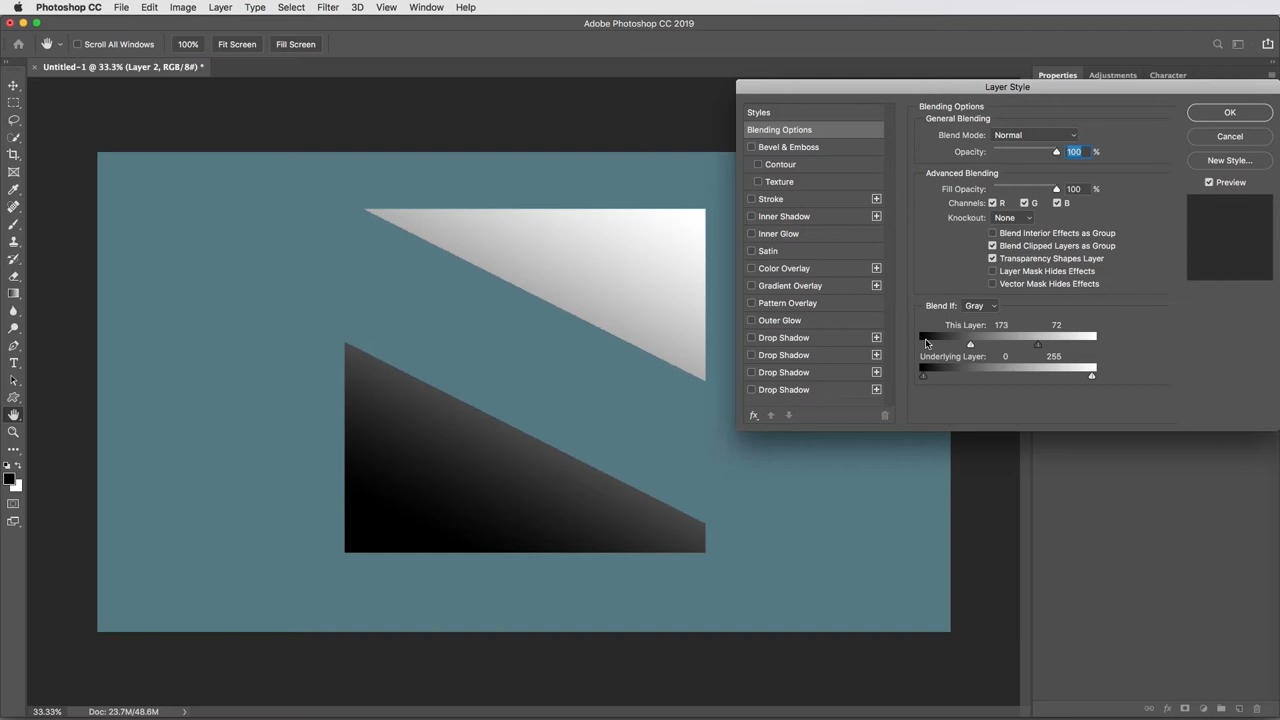 Photoshop CC File Edit Image Layer Type Select Filter 3D View Window Help
Adobe Photoshop CC 2019
Scroll All Windows 100% Fit Screen Fill Screen
Untitled-1 @ 33.3% (Layer 2, RGB/8#) *
Properties Adjustments Character
Layer Style
Styles
Blending Options
Bevel & Emboss
Contour
Texture
Stroke
Inner Shadow
Inner Glow
Satin
Color Overlay
Gradient Overlay
Pattern Overlay
Outer Glow
Drop Shadow
Drop Shadow
Drop Shadow
Drop Shadow
fx
Blending Options
General Blending
Blend Mode: Normal
Opacity: 100 %
Advanced Blending
Fill Opacity: 100 %
Channels: R G B
Knockout: None
Blend Interior Effects as Group
Blend Clipped Layers as Group
Transparency Shapes Layer
Layer Mask Hides Effects
Vector Mask Hides Effects
Blend If: Gray
This Layer: 173 72
Underlying Layer: 0 255
OK
Cancel
New Style...
Preview
33.33% Doc: 23.7M/48.6M
fx